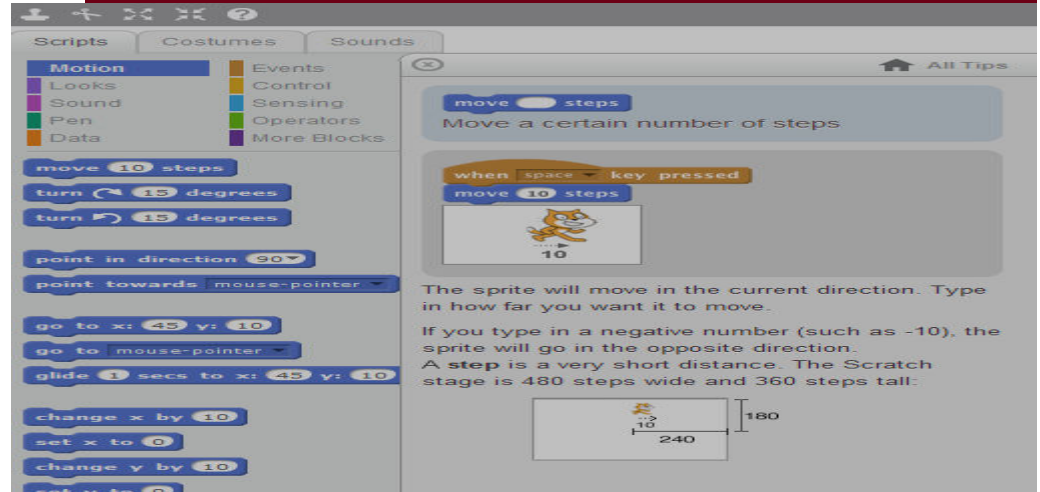 Scripts Costumes Sounds
Motion Events
Looks Control
Sound Sensing
Pen Operators
Data More Blocks
move 10 steps
turn 15 degrees
turn 15 degrees
point in direction 90
point towards mouse-pointer
go to x: 45 y: 10
go to mouse-pointer
glide 1 secs to x: 45 y: 10
change x by 10
set x to 0
change y by 10
All Tips
move steps
Move a certain number of steps
when space key pressed
move 10 steps
10
The sprite will move in the current direction. Type
in how far you want it to move.
If you type in a negative number (such as -10), the
sprite will go in the opposite direction.
A step is a very short distance. The Scratch
stage is 480 steps wide and 360 steps tall:
10
180
240